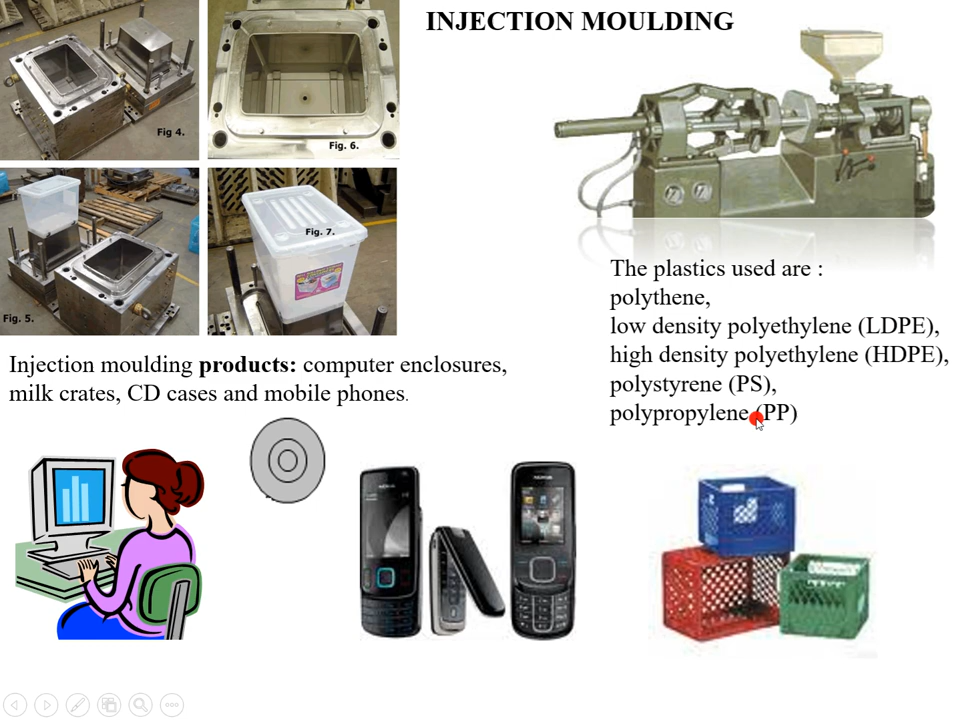 INJECTION MOULDING
Fig 4.
Fig. 6.
Fig. 5.
Fig. 7.
The plastics used are :
polythene,
low density polyethylene (LDPE),
high density polyethylene (HDPE),
polystyrene (PS),
polypropylene (PP)
Injection moulding products: computer enclosures,
milk crates, CD cases and mobile phones.
NOKIA
NOKIA